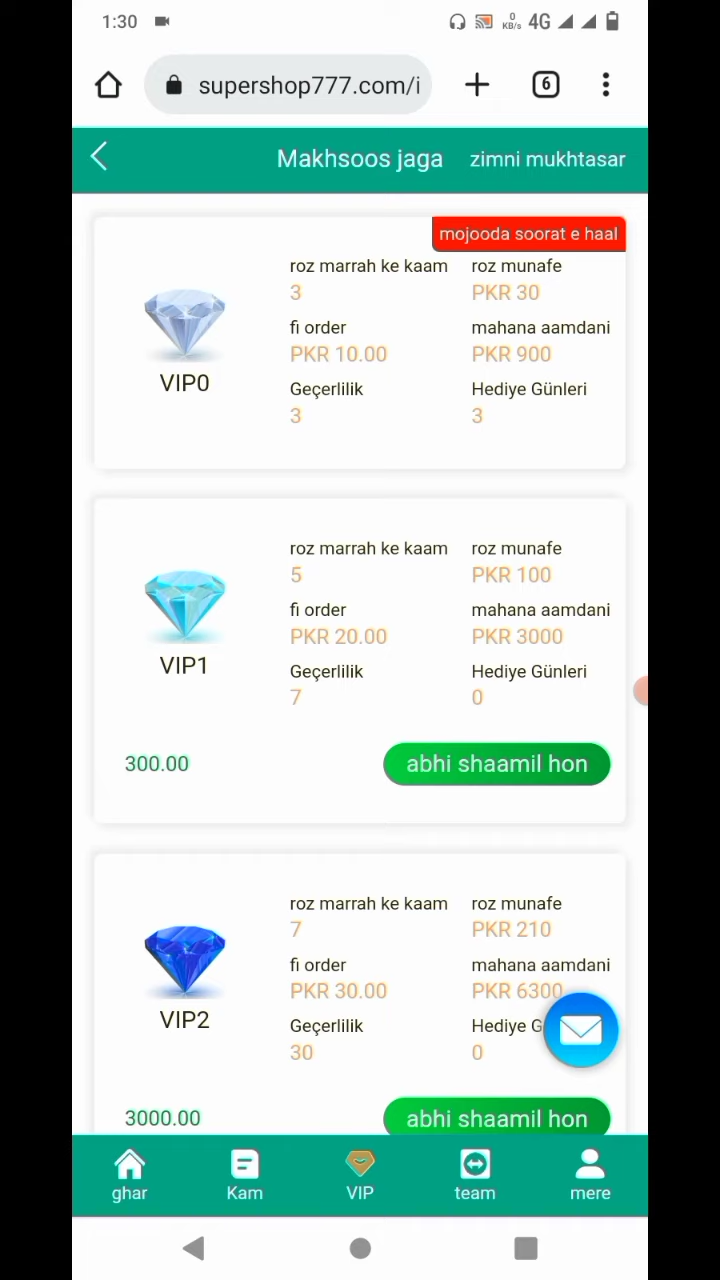 1:30
0
KB/s
4G
supershop777.com/i
6
Makhsoos jaga
zimni mukhtasar
mojooda soorat e haal
roz marrah ke kaam
roz munafe
3
PKR 30
fi order
mahana aamdani
PKR 10.00
PKR 900
VIP0
Geçerlilik
Hediye Günleri
3
3
roz marrah ke kaam
roz munafe
5
PKR 100
fi order
mahana aamdani
PKR 20.00
PKR 3000
VIP1
Geçerlilik
Hediye Günleri
7
0
300.00
abhi shaamil hon
roz marrah ke kaam
roz munafe
7
PKR 210
fi order
mahana aamdani
PKR 30.00
PKR 6300
VIP2
Geçerlilik
Hediye G
30
0
3000.00
abhi shaamil hon
ghar
Kam
VIP
team
mere